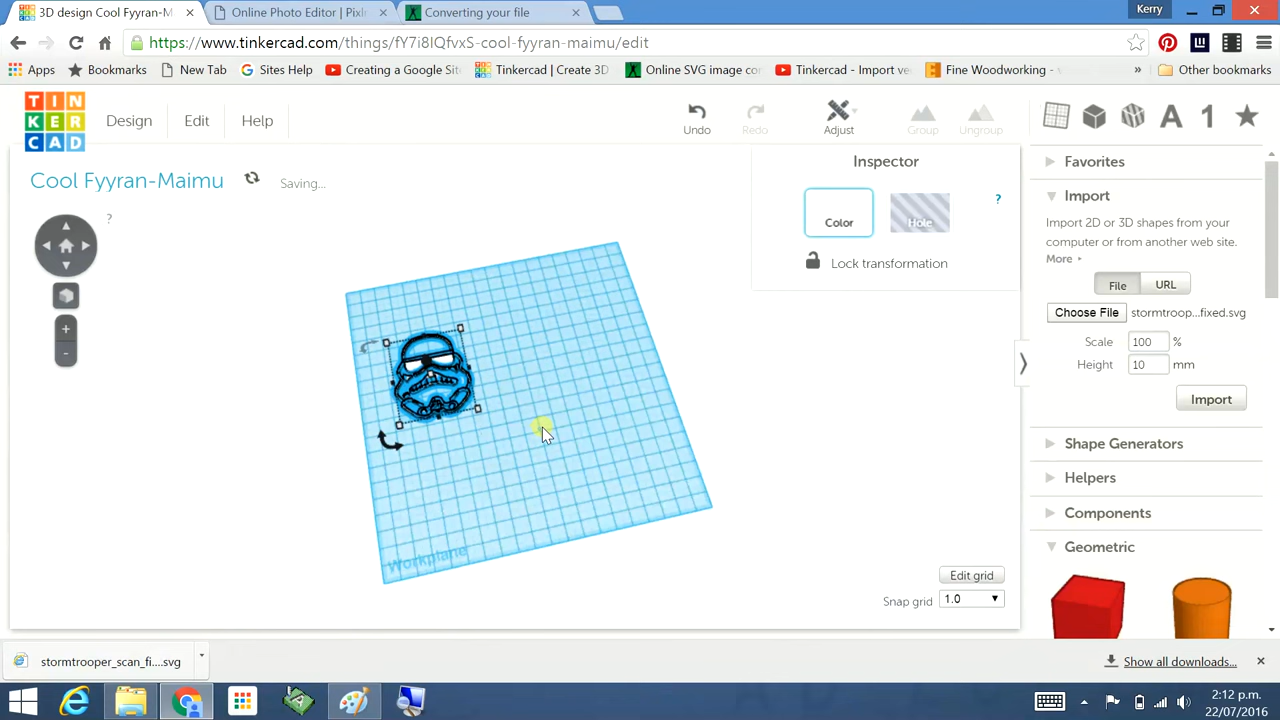 3D design Cool Fyyran-Ma
Online Photo Editor | Pixlr
Converting your file
Kerry
https://www.tinkercad.com/things/fY7i8IQfvxS-cool-fyyran-maimu/edit
Apps
Bookmarks
New Tab
Sites Help
Creating a Google Sit
Tinkercad | Create 3D
Online SVG image co
Tinkercad - Import ve
Fine Woodworking -
»
Other bookmarks
TIN
KER
CAD
Design
Edit
Help
Undo
Redo
Adjust
Group
Ungroup
A
1
Cool Fyyran-Maimu
Saving...
?
+
-
Inspector
Color
Hole
?
Lock transformation
Workplane
Edit grid
Snap grid
1.0
Favorites
Import
Import 2D or 3D shapes from your
computer or from another web site.
More
File
URL
Choose File
stormtroop...fixed.svg
Scale
100
%
Height
10
mm
Import
Shape Generators
Helpers
Components
Geometric
stormtrooper_scan_fi....svg
Show all downloads...
2:12 p.m.
22/07/2016